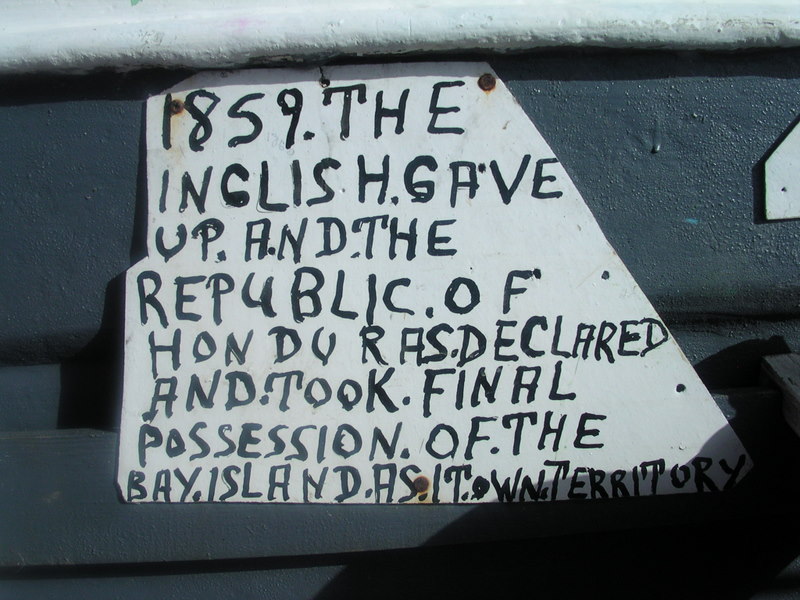 1859. THE
INGLISH. GAVE
UP. AND. THE
REPUBLIC. OF
HONDURAS. DECLARED
AND. TOOK. FINAL
POSSESSION. OF. THE
BAY. ISLAND. AS. IT. OWN. TERRITORY